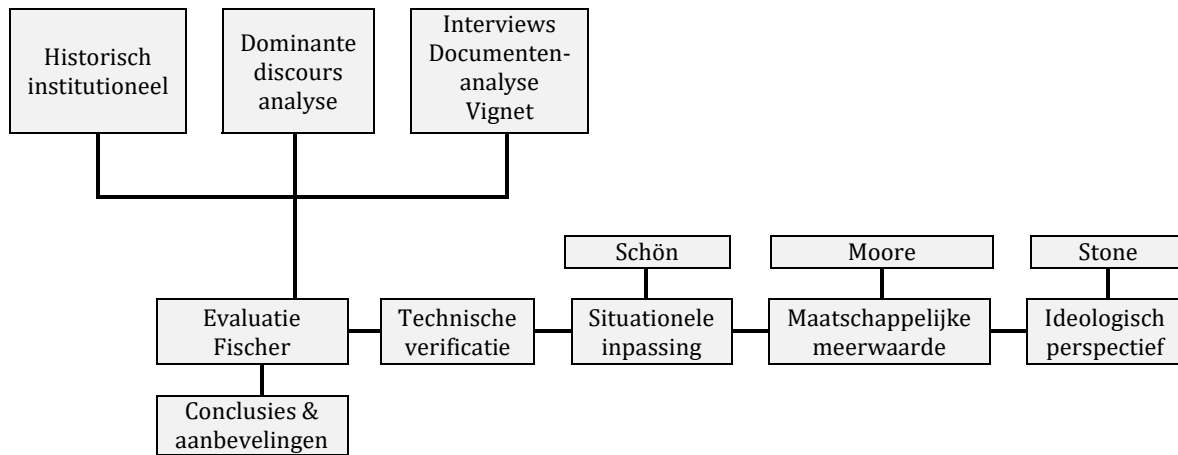 Historisch
institutioneel
Dominante
discours
analyse
Interviews
Documenten-
analyse
Vignet
Schön
Moore
Stone
Evaluatie
Fischer
Technische
verificatie
Situationele
inpassing
Maatschappelijke
meerwaarde
Ideologisch
perspectief
Conclusies &
aanbevelingen